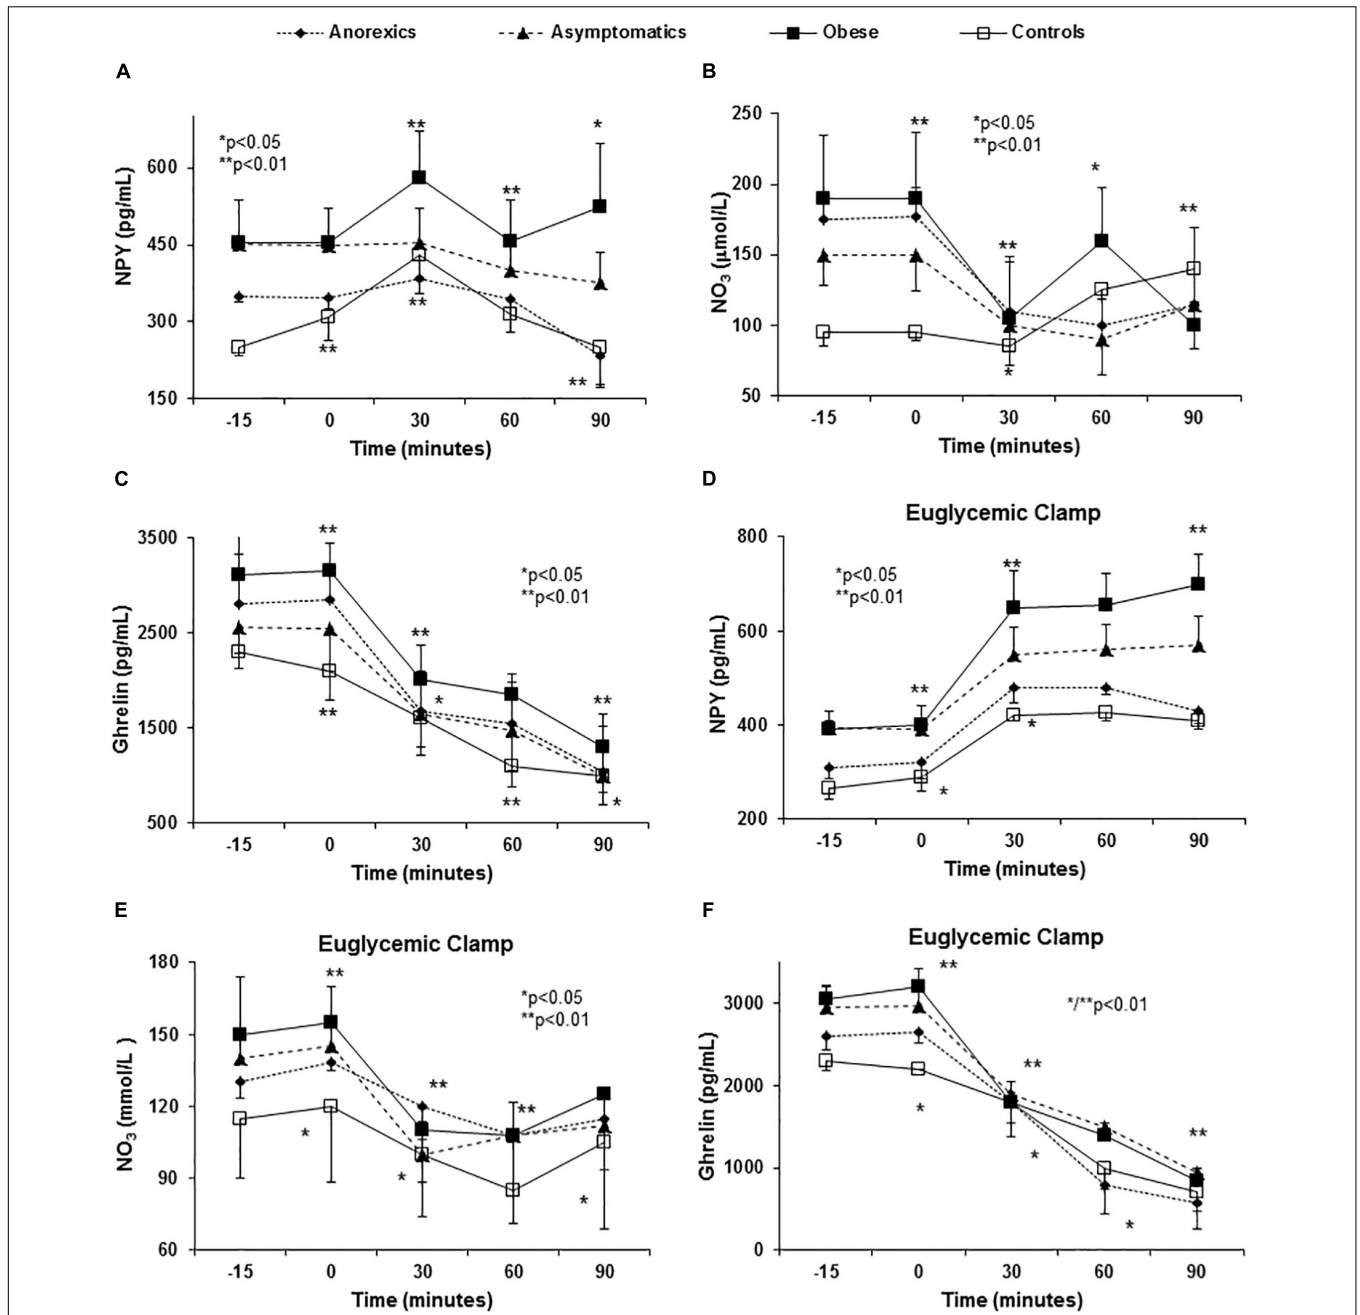 Anorexics Asymptomatics Obese Controls
A
*p<0.05
**p<0.01
** * **
** ** **
NPY (pg/mL)
600
450
300
150
-15 0 30 60 90
Time (minutes)
B
*p<0.05
**p<0.01
** * **
**
*
NO3 (µmol/L)
250
200
150
100
50
-15 0 30 60 90
Time (minutes)
C
*p<0.05
**p<0.01
** ** * **
** ** *
Ghrelin (pg/mL)
3500
2500
1500
500
-15 0 30 60 90
Time (minutes)
D
Euglycemic Clamp
*p<0.05
**p<0.01
** ** **
* *
NPY (pg/mL)
800
600
400
200
-15 0 30 60 90
Time (minutes)
E
Euglycemic Clamp
*p<0.05
**p<0.01
** ** **
* * *
NO3 (mmol/L )
180
150
120
90
60
-15 0 30 60 90
Time (minutes)
F
Euglycemic Clamp
*/**p<0.01
** ** **
* * *
Ghrelin (pg/mL)
3000
2000
1000
0
-15 0 30 60 90
Time (minutes)